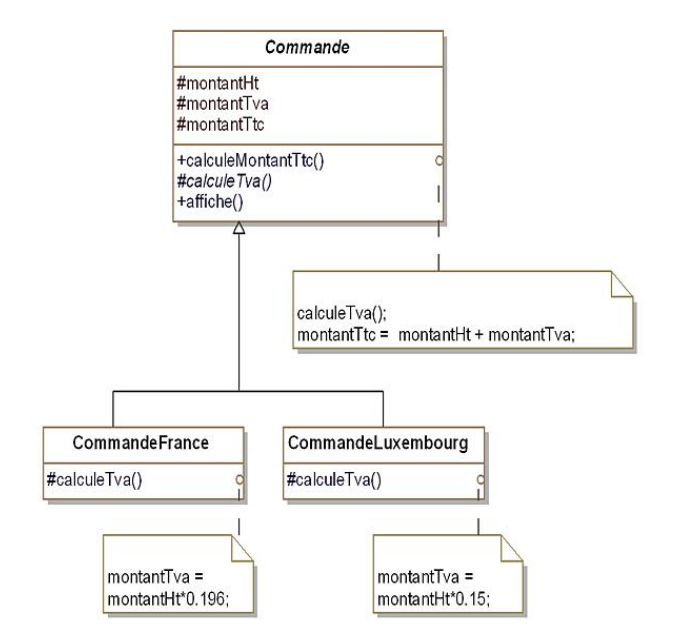 Commande
#montantHt
#montantTva
#montantTtc
+calculeMontantTtc()
#calculeTva()
+affiche()
calculeTva();
montantTtc = montantHt + montantTva;
CommandeFrance
#calculeTva()
CommandeLuxembourg
#calculeTva()
montantTva =
montantHt*0.196;
montantTva =
montantHt*0.15;